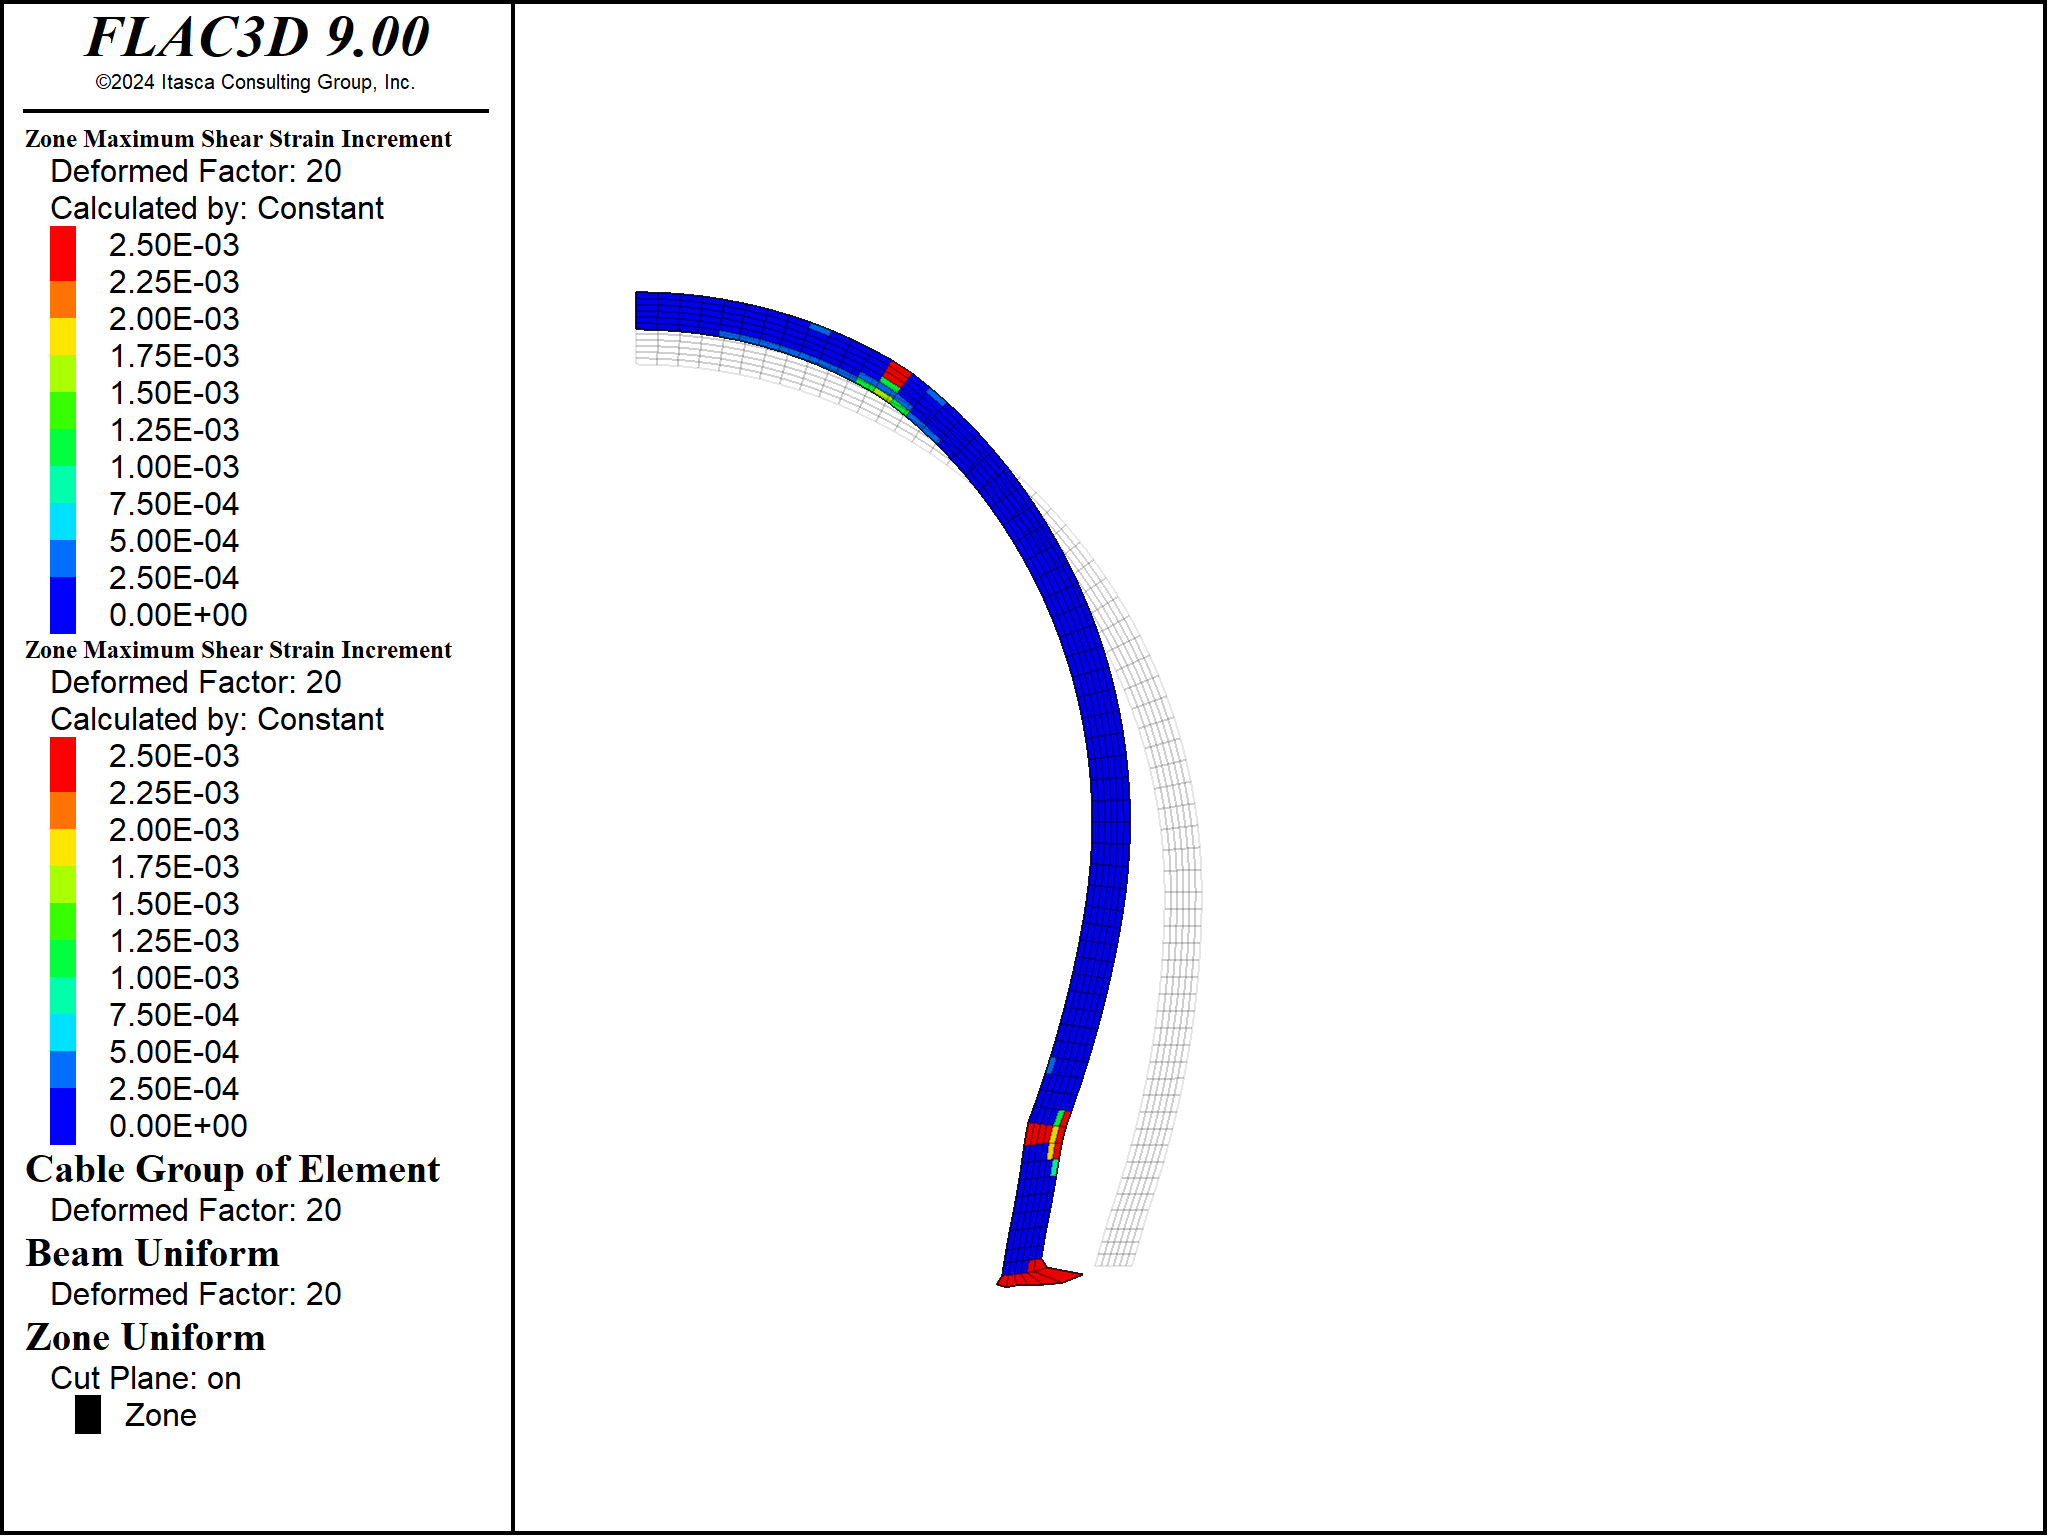 FLAC3D 9.00
©2024 Itasca Consulting Group, Inc.
Zone Maximum Shear Strain Increment
Deformed Factor: 20
Calculated by: Constant
2.50E-03
2.25E-03
2.00E-03
1.75E-03
1.50E-03
1.25E-03
1.00E-03
7.50E-04
5.00E-04
2.50E-04
0.00E+00
Zone Maximum Shear Strain Increment
Deformed Factor: 20
Calculated by: Constant
2.50E-03
2.25E-03
2.00E-03
1.75E-03
1.50E-03
1.25E-03
1.00E-03
7.50E-04
5.00E-04
2.50E-04
0.00E+00
Cable Group of Element
Deformed Factor: 20
Beam Uniform
Deformed Factor: 20
Zone Uniform
Cut Plane: on
Zone